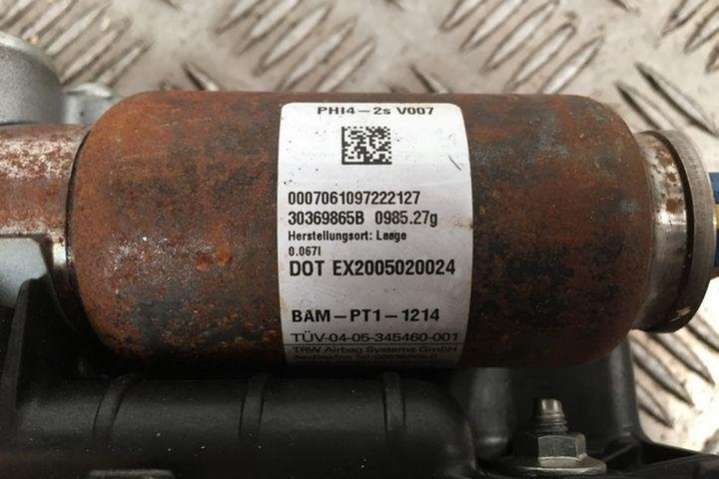 PHI4-2s V007
0007061097222127
30369865B 0985.27g
Herstellungsort: Laage
0.067l
DOT EX2005020024
BAM-PT1-1214
TÜV-04-05-345460-001
TRW Airbag Systems GmbH